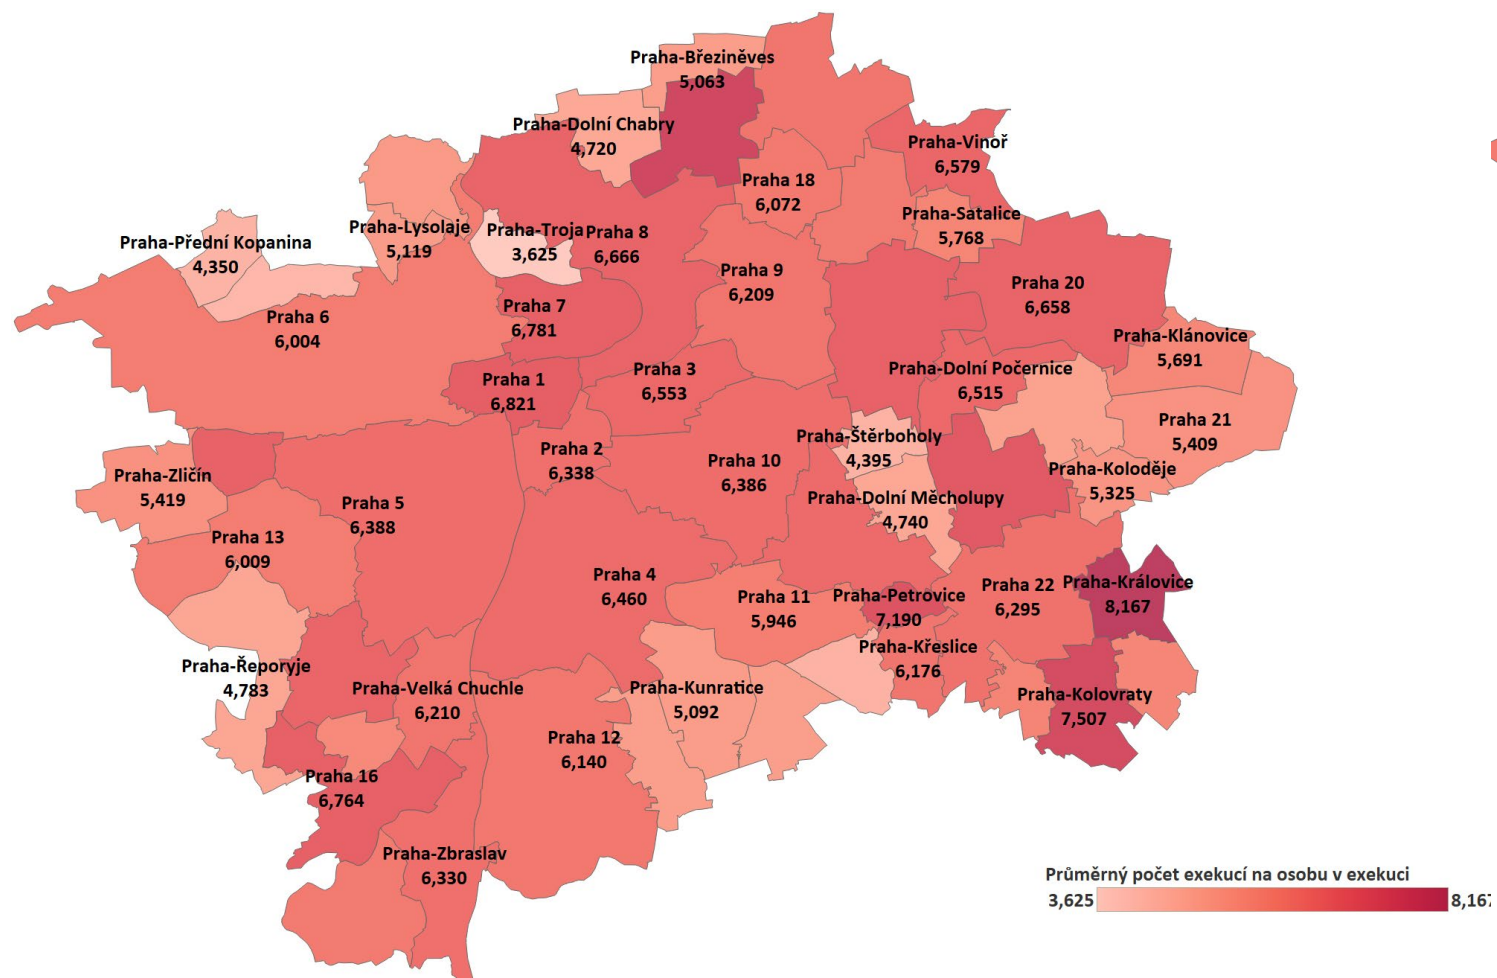 Praha-Březiněves
5,063
Praha-Dolní Chabry
4,720
Praha-Vinoř
6,579
Praha 18
6,072
Praha-Satalice
5,768
Praha-Lysolaje
5,119
Praha-Troja
3,625
Praha 8
6,666
Praha-Přední Kopanina
4,350
Praha 9
6,209
Praha 20
6,658
Praha 7
6,781
Praha 6
6,004
Praha-Klánovice
5,691
Praha 3
6,553
Praha-Dolní Počernice
6,515
Praha 1
6,821
Praha 21
5,409
Praha-Štěrboholy
4,395
Praha 2
6,338
Praha 10
6,386
Praha-Koloděje
5,325
Praha-Zličín
5,419
Praha 5
6,388
Praha-Dolní Měcholupy
4,740
Praha 13
6,009
Praha 4
6,460
Praha 11
5,946
Praha-Petrovice
7,190
Praha 22
6,295
Praha-Královice
8,167
Praha-Křeslice
6,176
Praha-Řeporyje
4,783
Praha-Velká Chuchle
6,210
Praha-Kunratice
5,092
Praha-Kolovraty
7,507
Praha 12
6,140
Praha 16
6,764
Praha-Zbraslav
6,330
Průměrný počet exekucí na osobu v exekuci
3,625 8,167